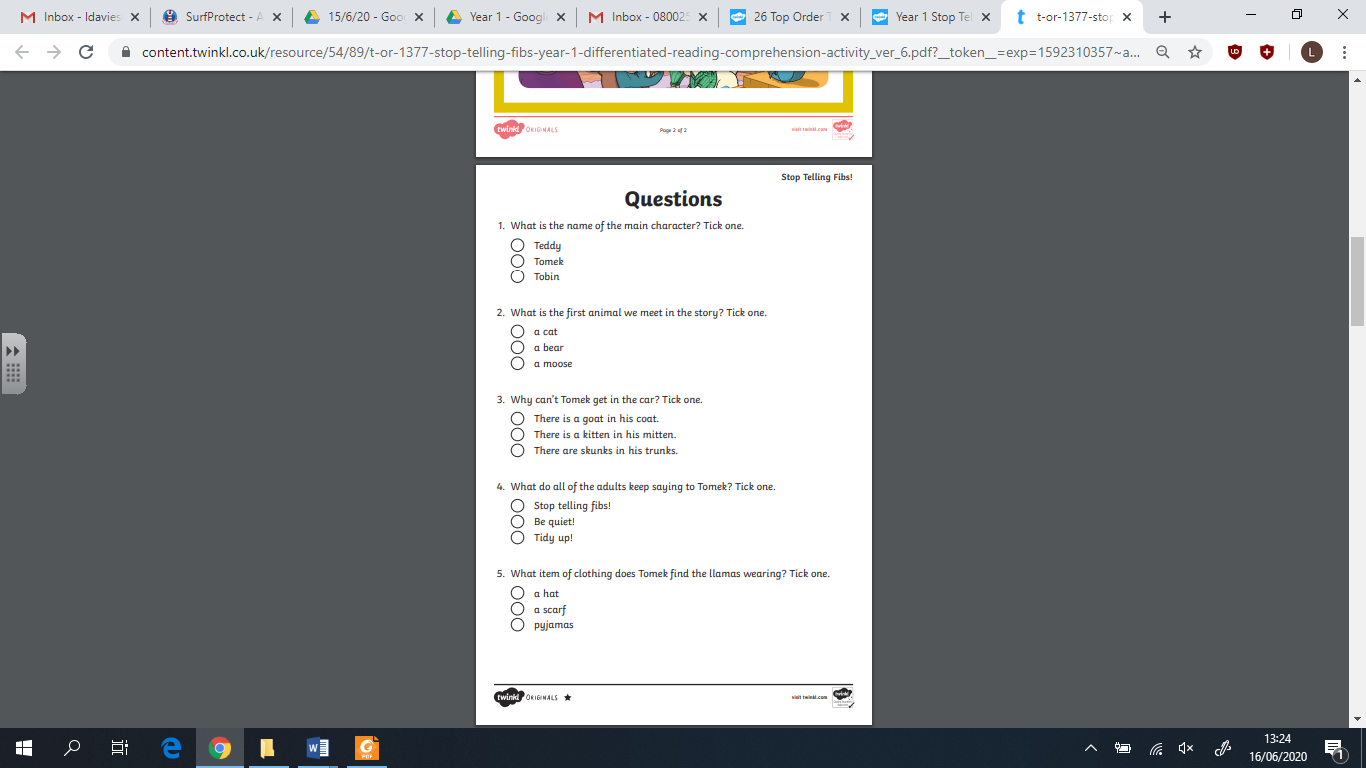 Inbox - ldavies
SurfProtect - A
15/6/20 - Goo
Year 1 - Googl
Inbox - 08002
26 Top Order T
Year 1 Stop Tel
t-or-1377-stop
content.twinkl.co.uk/resource/54/89/t-or-1377-stop-telling-fibs-year-1-differentiated-reading-comprehension-activity_ver_6.pdf?__token__=exp=1592310357~a...
L
twinkl ORIGINALS
Page 2 of 2
visit twinkl.com
Stop Telling Fibs!
Questions
1. What is the name of the main character? Tick one.
Teddy
Tomek
Tobin
2. What is the first animal we meet in the story? Tick one.
a cat
a bear
a moose
3. Why can't Tomek get in the car? Tick one.
There is a goat in his coat.
There is a kitten in his mitten.
There are skunks in his trunks.
4. What do all of the adults keep saying to Tomek? Tick one.
Stop telling fibs!
Be quiet!
Tidy up!
5. What item of clothing does Tomek find the llamas wearing? Tick one.
a hat
a scarf
pyjamas
twinkl ORIGINALS
visit twinkl.com
13:24
16/06/2020
1